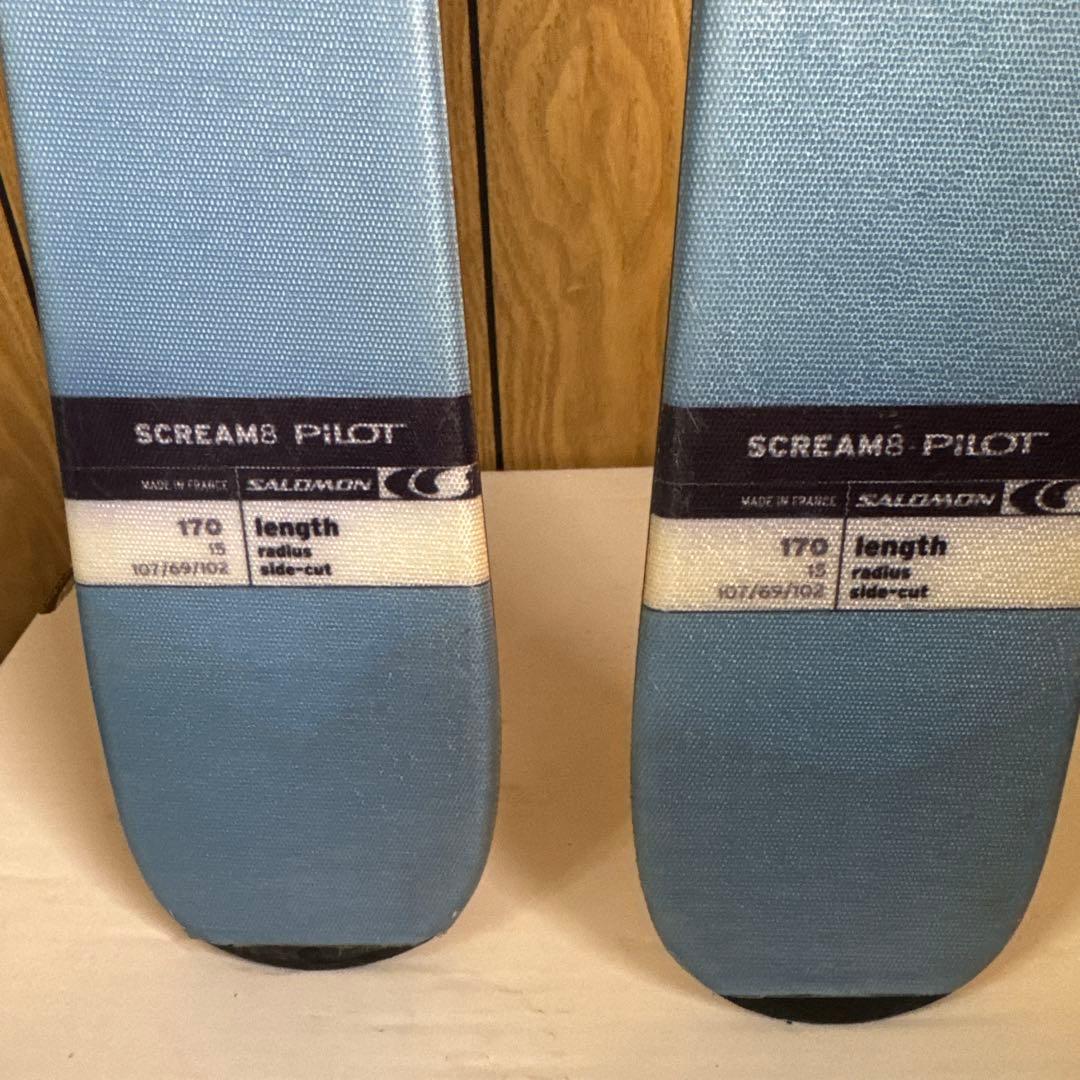 SCREAM8 PILOT
MADE IN FRANCE SALOMON
170 length
15 radius
107/69/102 side-cut
SCREAM8 PILOT
MADE IN FRANCE SALOMON
170 length
15 radius
107/69/102 side-cut